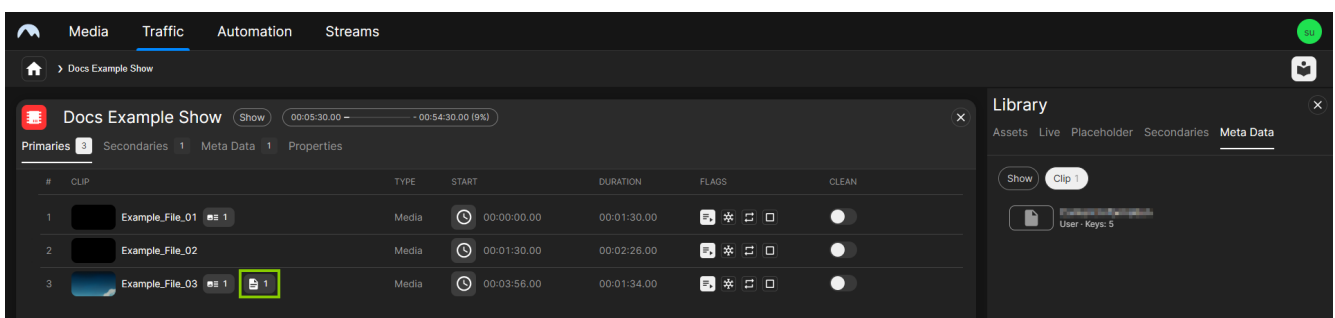 Media Traffic Automation Streams su
> Docs Example Show
Docs Example Show Show 00:05:30.00 - 00:54:30.00 (9%)
Primaries 3 Secondaries 1 Meta Data 1 Properties
# CLIP TYPE START DURATION FLAGS CLEAN
1 Example_File_01 1 Media 00:00:00.00 00:01:30.00
2 Example_File_02 Media 00:01:30.00 00:02:26.00
3 Example_File_03 1 1 Media 00:03:56.00 00:01:34.00
Library
Assets Live Placeholder Secondaries Meta Data
Show Clip 1
User - Keys: 5